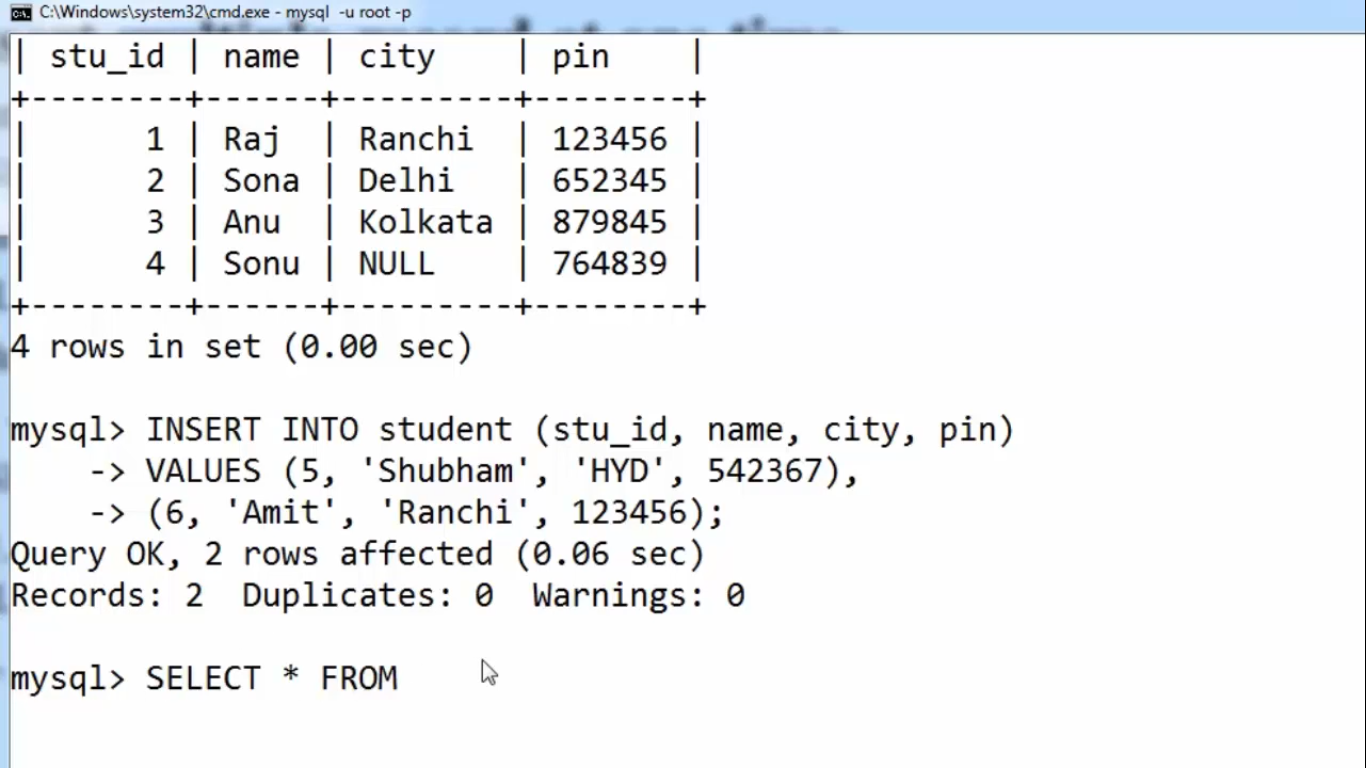 C:\Windows\system32\cmd.exe - mysql -u root -p
| stu_id | name | city    | pin    |
+--------+------+---------+--------+
|      1 | Raj  | Ranchi  | 123456 |
|      2 | Sona | Delhi   | 652345 |
|      3 | Anu  | Kolkata | 879845 |
|      4 | Sonu | NULL    | 764839 |
+--------+------+---------+--------+
4 rows in set (0.00 sec)
mysql> INSERT INTO student (stu_id, name, city, pin)
    -> VALUES (5, 'Shubham', 'HYD', 542367),
    -> (6, 'Amit', 'Ranchi', 123456);
Query OK, 2 rows affected (0.06 sec)
Records: 2  Duplicates: 0  Warnings: 0
mysql> SELECT * FROM